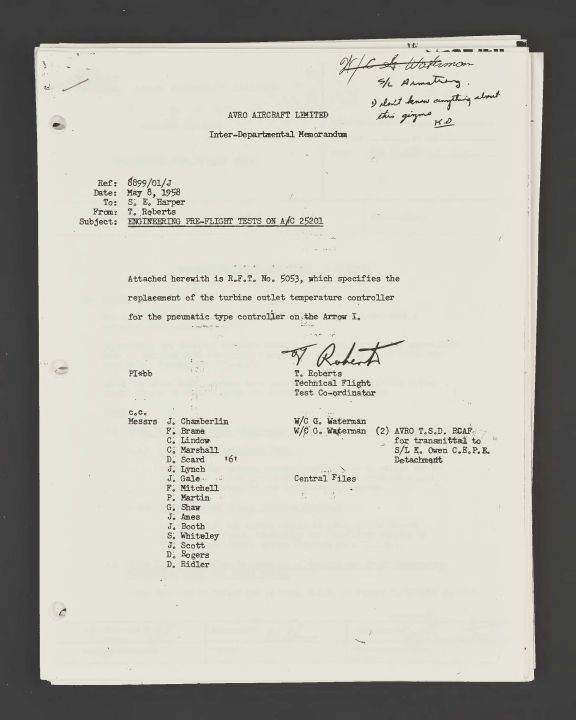 W/C G. Waterman
S/L Armstrong.
I don't know anything about
this gizmo
K.O.
AVRO AIRCRAFT LIMITED
Inter-Departmental Memorandum
Ref: 8899/01/J
Date: May 8, 1958
To: S. E. Harper
From: T. Roberts
Subject: ENGINEERING PRE-FLIGHT TESTS ON A/C 25201
Attached herewith is R.F.T. No. 5053, which specifies the
replacement of the turbine outlet temperature controller
for the pneumatic type controller on the Arrow I.
T Roberts
PI*bb
T. Roberts
Technical Flight
Test Co-ordinator
c.c.
Messrs J. Chamberlin W/C G. Waterman
F. Brame W/C G. Waterman (2) AVRO T.S.D. RCAF
C. Lindow for transmittal to
C. Marshall S/L K. Owen C.E.P.E.
D. Scard '6' Detachment
J. Lynch
J. Gale Central Files
F. Mitchell
P. Martin
G. Shaw
J. Ames
J. Booth
S. Whiteley
J. Scott
D. Rogers
D. Ridler